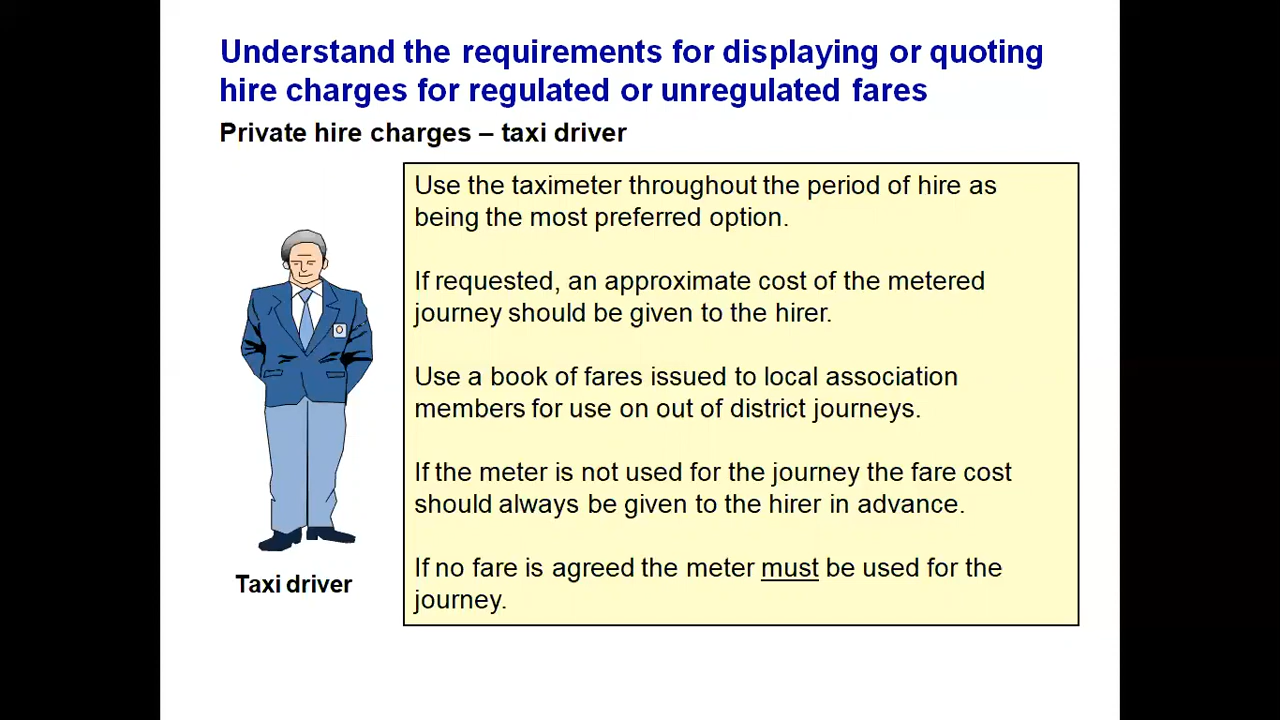 Understand the requirements for displaying or quoting
hire charges for regulated or unregulated fares
Private hire charges – taxi driver
Use the taximeter throughout the period of hire as
being the most preferred option.
If requested, an approximate cost of the metered
journey should be given to the hirer.
Use a book of fares issued to local association
members for use on out of district journeys.
If the meter is not used for the journey the fare cost
should always be given to the hirer in advance.
If no fare is agreed the meter must be used for the
journey.
Taxi driver